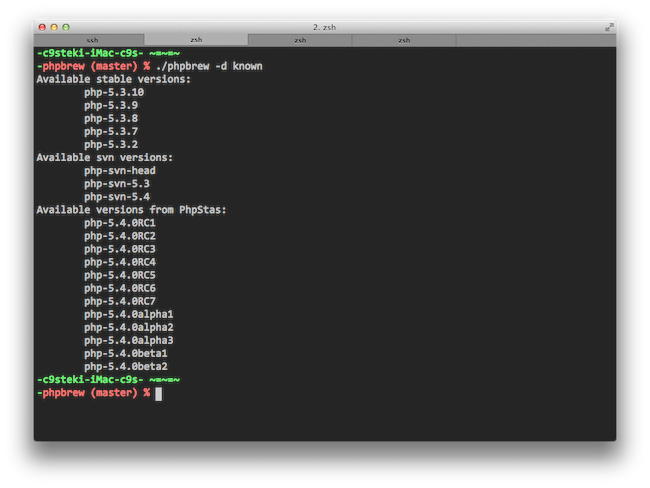 2. zsh
ssh zsh zsh zsh
-c9steki-iMac-c9s- ~=~=~
-phpbrew (master) % ./phpbrew -d known
Available stable versions:
php-5.3.10
php-5.3.9
php-5.3.8
php-5.3.7
php-5.3.2
Available svn versions:
php-svn-head
php-svn-5.3
php-svn-5.4
Available versions from PhpStas:
php-5.4.0RC1
php-5.4.0RC2
php-5.4.0RC3
php-5.4.0RC4
php-5.4.0RC5
php-5.4.0RC6
php-5.4.0RC7
php-5.4.0alpha1
php-5.4.0alpha2
php-5.4.0alpha3
php-5.4.0beta1
php-5.4.0beta2
-c9steki-iMac-c9s- ~=~=~
-phpbrew (master) %